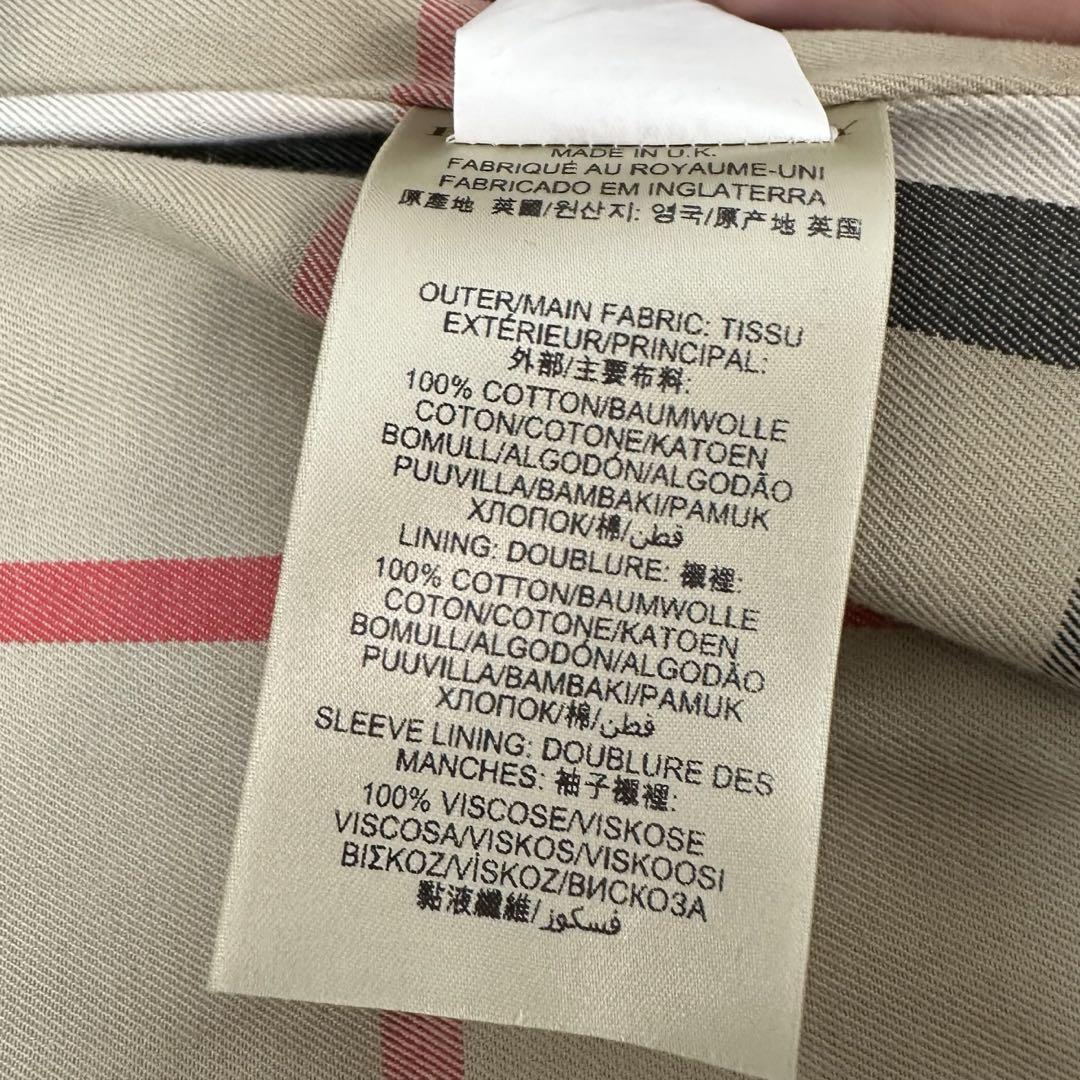 MADE IN U.K.
FABRIQUÉ AU ROYAUME-UNI
FABRICADO EM INGLATERRA
原產地 英國/원산지: 영국/原产地 英国
OUTER/MAIN FABRIC: TISSU
EXTÉRIEUR/PRINCIPAL:
外部/主要布料:
100% COTTON/BAUMWOLLE
COTON/COTONE/KATOEN
BOMULL/ALGODÓN/ALGODÃO
PUUVILLA/BAMBAKI/PAMUK
ХЛОПОК/棉/قطن
LINING: DOUBLURE: 襯裡:
100% COTTON/BAUMWOLLE
COTON/COTONE/KATOEN
BOMULL/ALGODÓN/ALGODÃO
PUUVILLA/BAMBAKI/PAMUK
ХЛОПОК/棉/قطن
SLEEVE LINING: DOUBLURE DES
MANCHES: 袖子襯裡:
100% VISCOSE/VISKOSE
VISCOSA/VISKOS/VISKOOSI
ΒΙΣΚΟΖ/VİSKOZ/ВИСКОЗА
黏液纖維/فسكوز